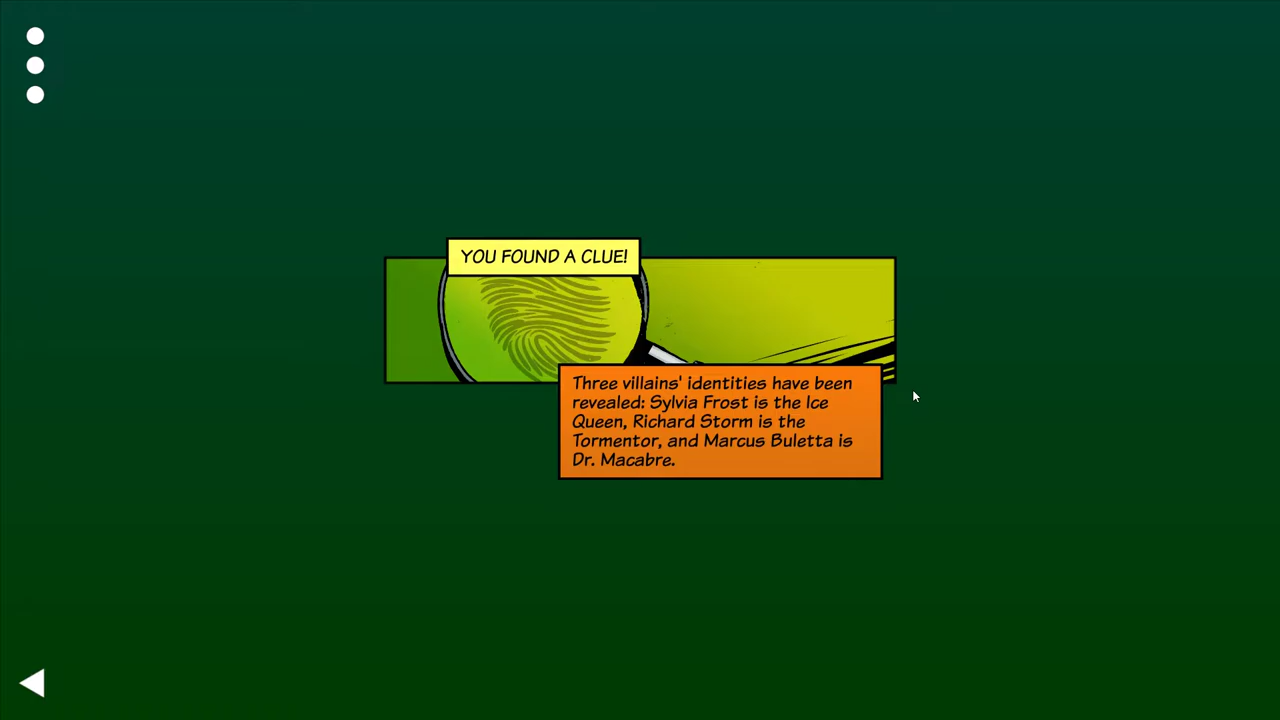 YOU FOUND A CLUE!
Three villains' identities have been
revealed: Sylvia Frost is the Ice
Queen, Richard Storm is the
Tormentor, and Marcus Buletta is
Dr. Macabre.